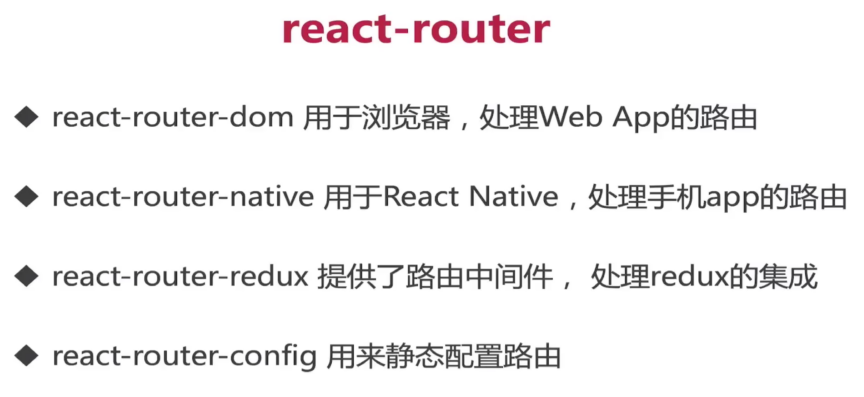 react-router
◆ react-router-dom 用于浏览器，处理Web App的路由
◆ react-router-native 用于React Native，处理手机app的路由
◆ react-router-redux 提供了路由中间件， 处理redux的集成
◆ react-router-config 用来静态配置路由